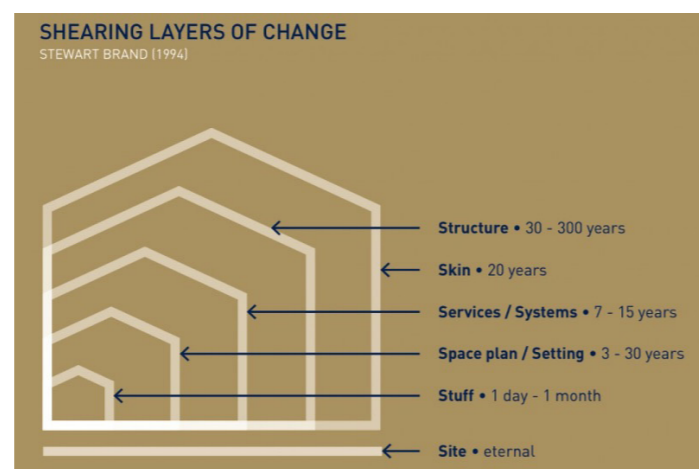 SHEARING LAYERS OF CHANGE
STEWART BRAND (1994)
Structure • 30 - 300 years
Skin • 20 years
Services / Systems • 7 - 15 years
Space plan / Setting • 3 - 30 years
Stuff • 1 day - 1 month
Site • eternal